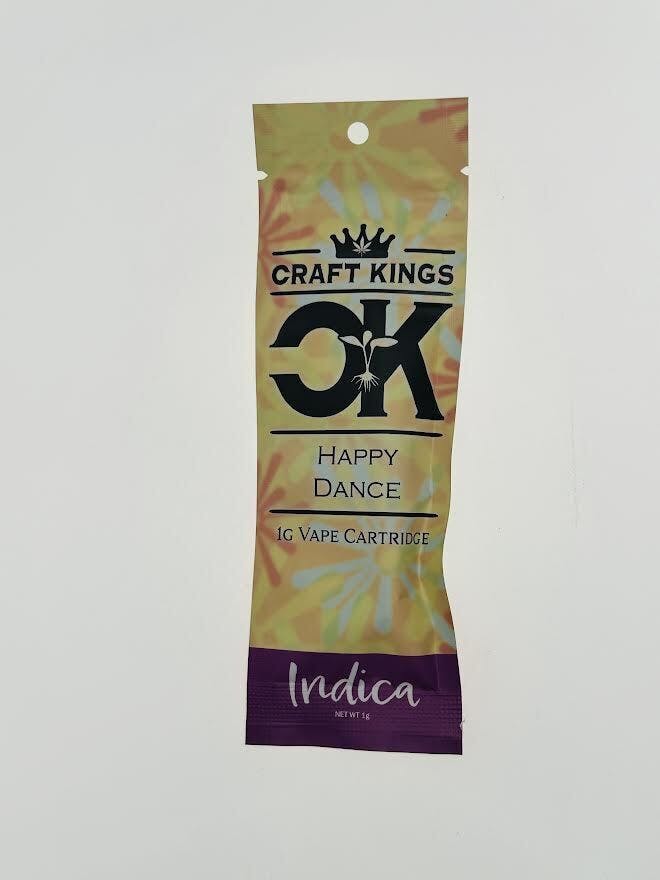 CRAFT KINGS
CK
HAPPY
DANCE
1G VAPE CARTRIDGE
Indica
NET WT 1g